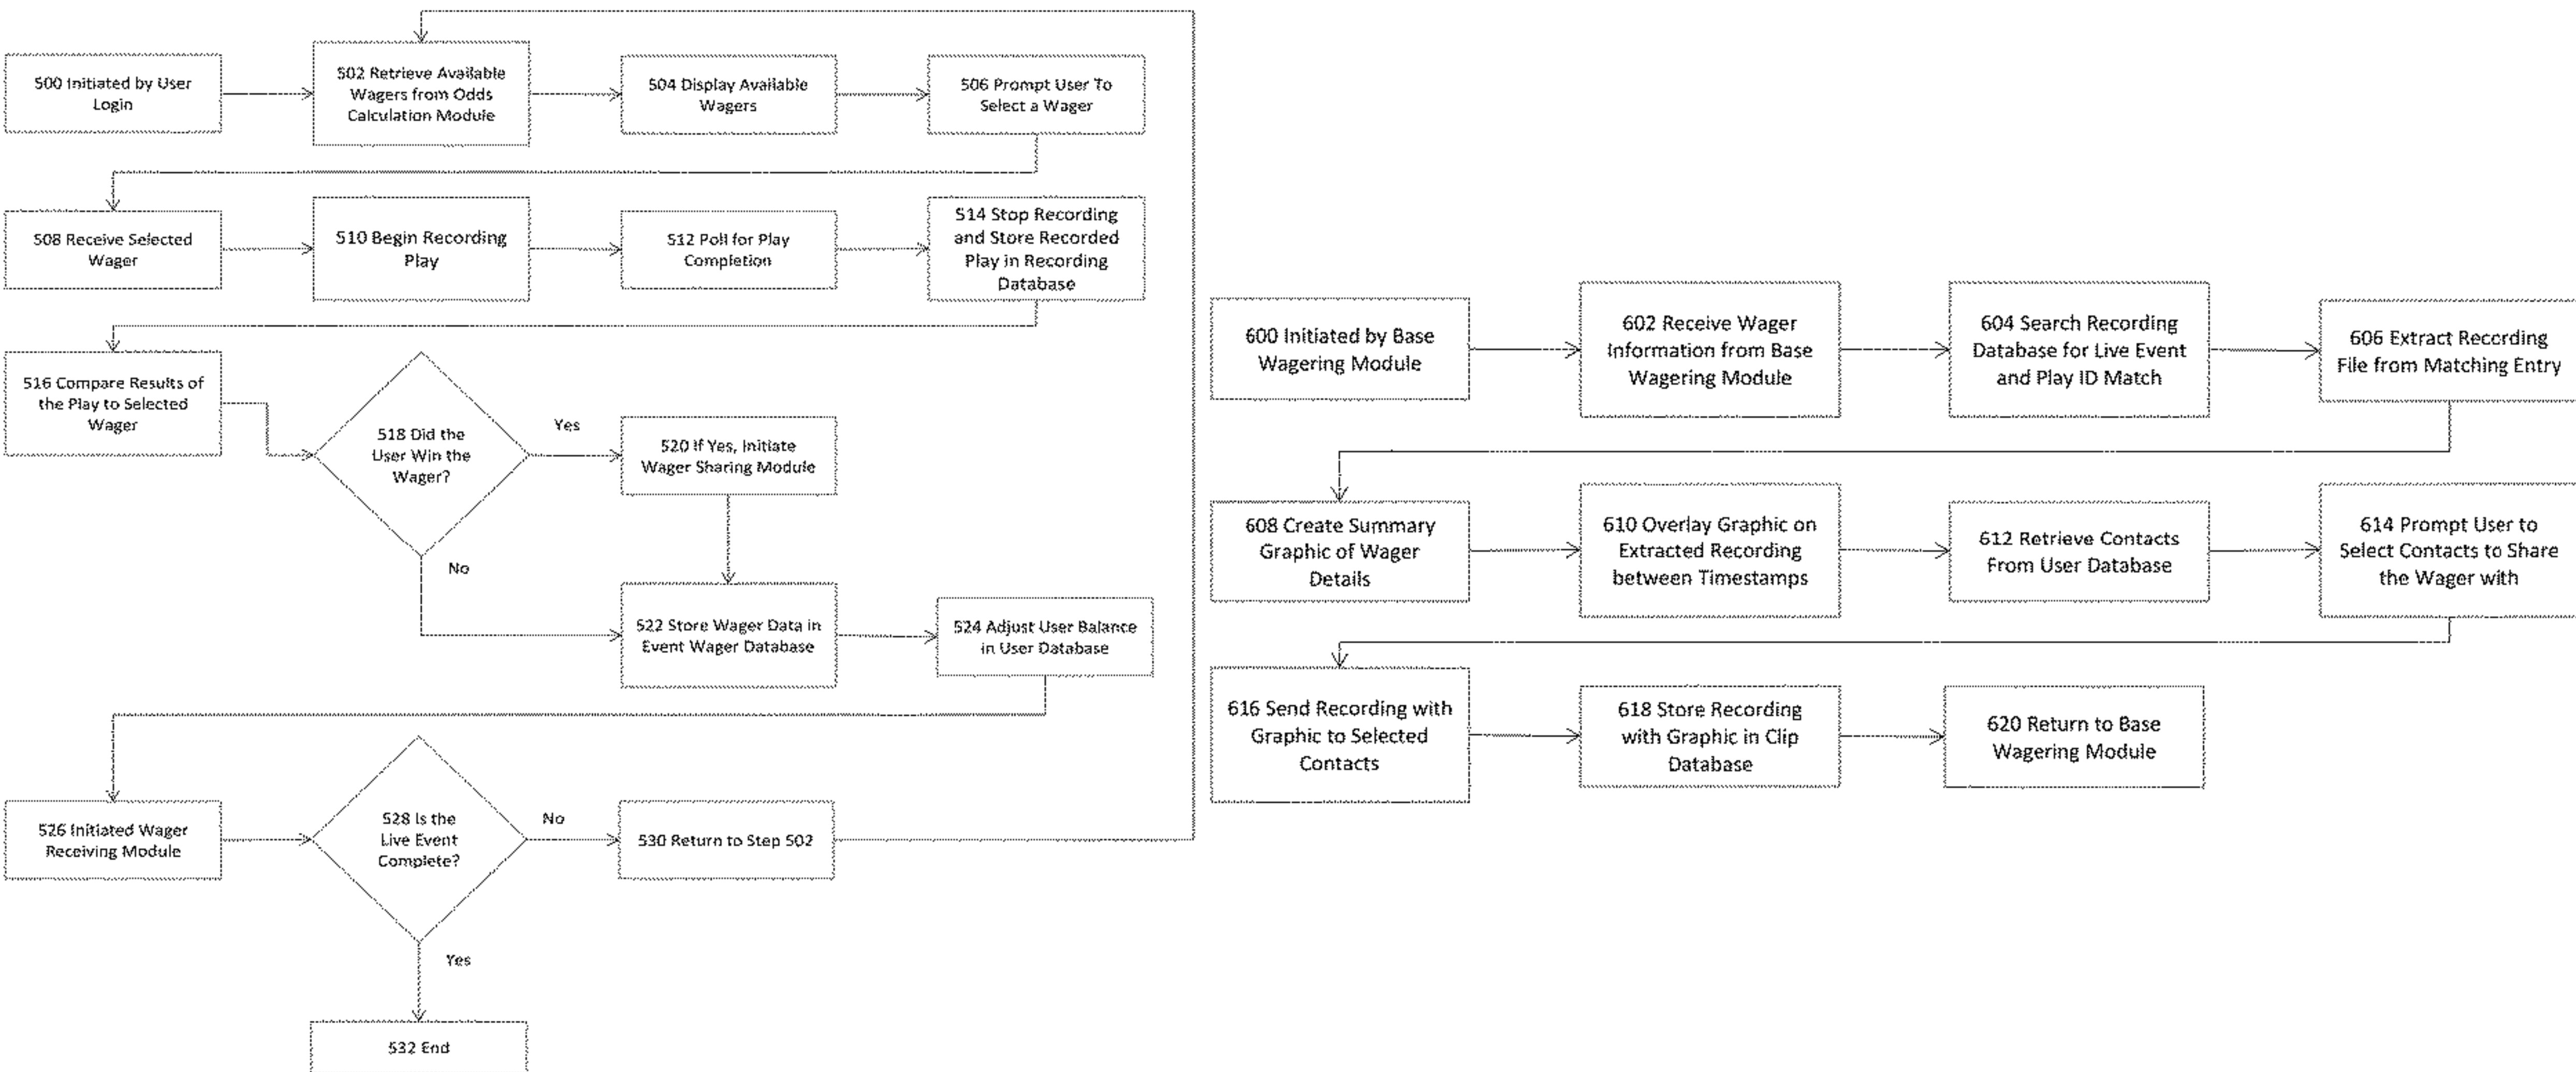 500 Initiated by User
Login
502 Retrieve Available
Wagers from Odds
Calculation Module
504 Display Available
Wagers
506 Prompt User To
Select a Wager
508 Receive Selected
Wager
510 Begin Recording
Play
512 Poll for Play
Completion
514 Stop Recording
and Store Recorded
Play in Recording
Database
516 Compare Results of
the Play to Selected
Wager
518 Did the
User Win the
Wager?
Yes
520 If Yes, Initiate
Wager Sharing Module
No
522 Store Wager Data in
Event Wager Database
524 Adjust User Balance
in User Database
526 Initiated Wager
Receiving Module
528 Is the
Live Event
Complete?
No
530 Return to Step 502
Yes
532 End
600 Initiated by Base
Wagering Module
602 Receive Wager
Information from Base
Wagering Module
604 Search Recording
Database for Live Event
and Play ID Match
606 Extract Recording
File from Matching Entry
608 Create Summary
Graphic of Wager
Details
610 Overlay Graphic on
Extracted Recording
between Timestamps
612 Retrieve Contacts
From User Database
614 Prompt User to
Select Contacts to Share
the Wager with
616 Send Recording with
Graphic to Selected
Contacts
618 Store Recording
with Graphic in Clip
Database
620 Return to Base
Wagering Module